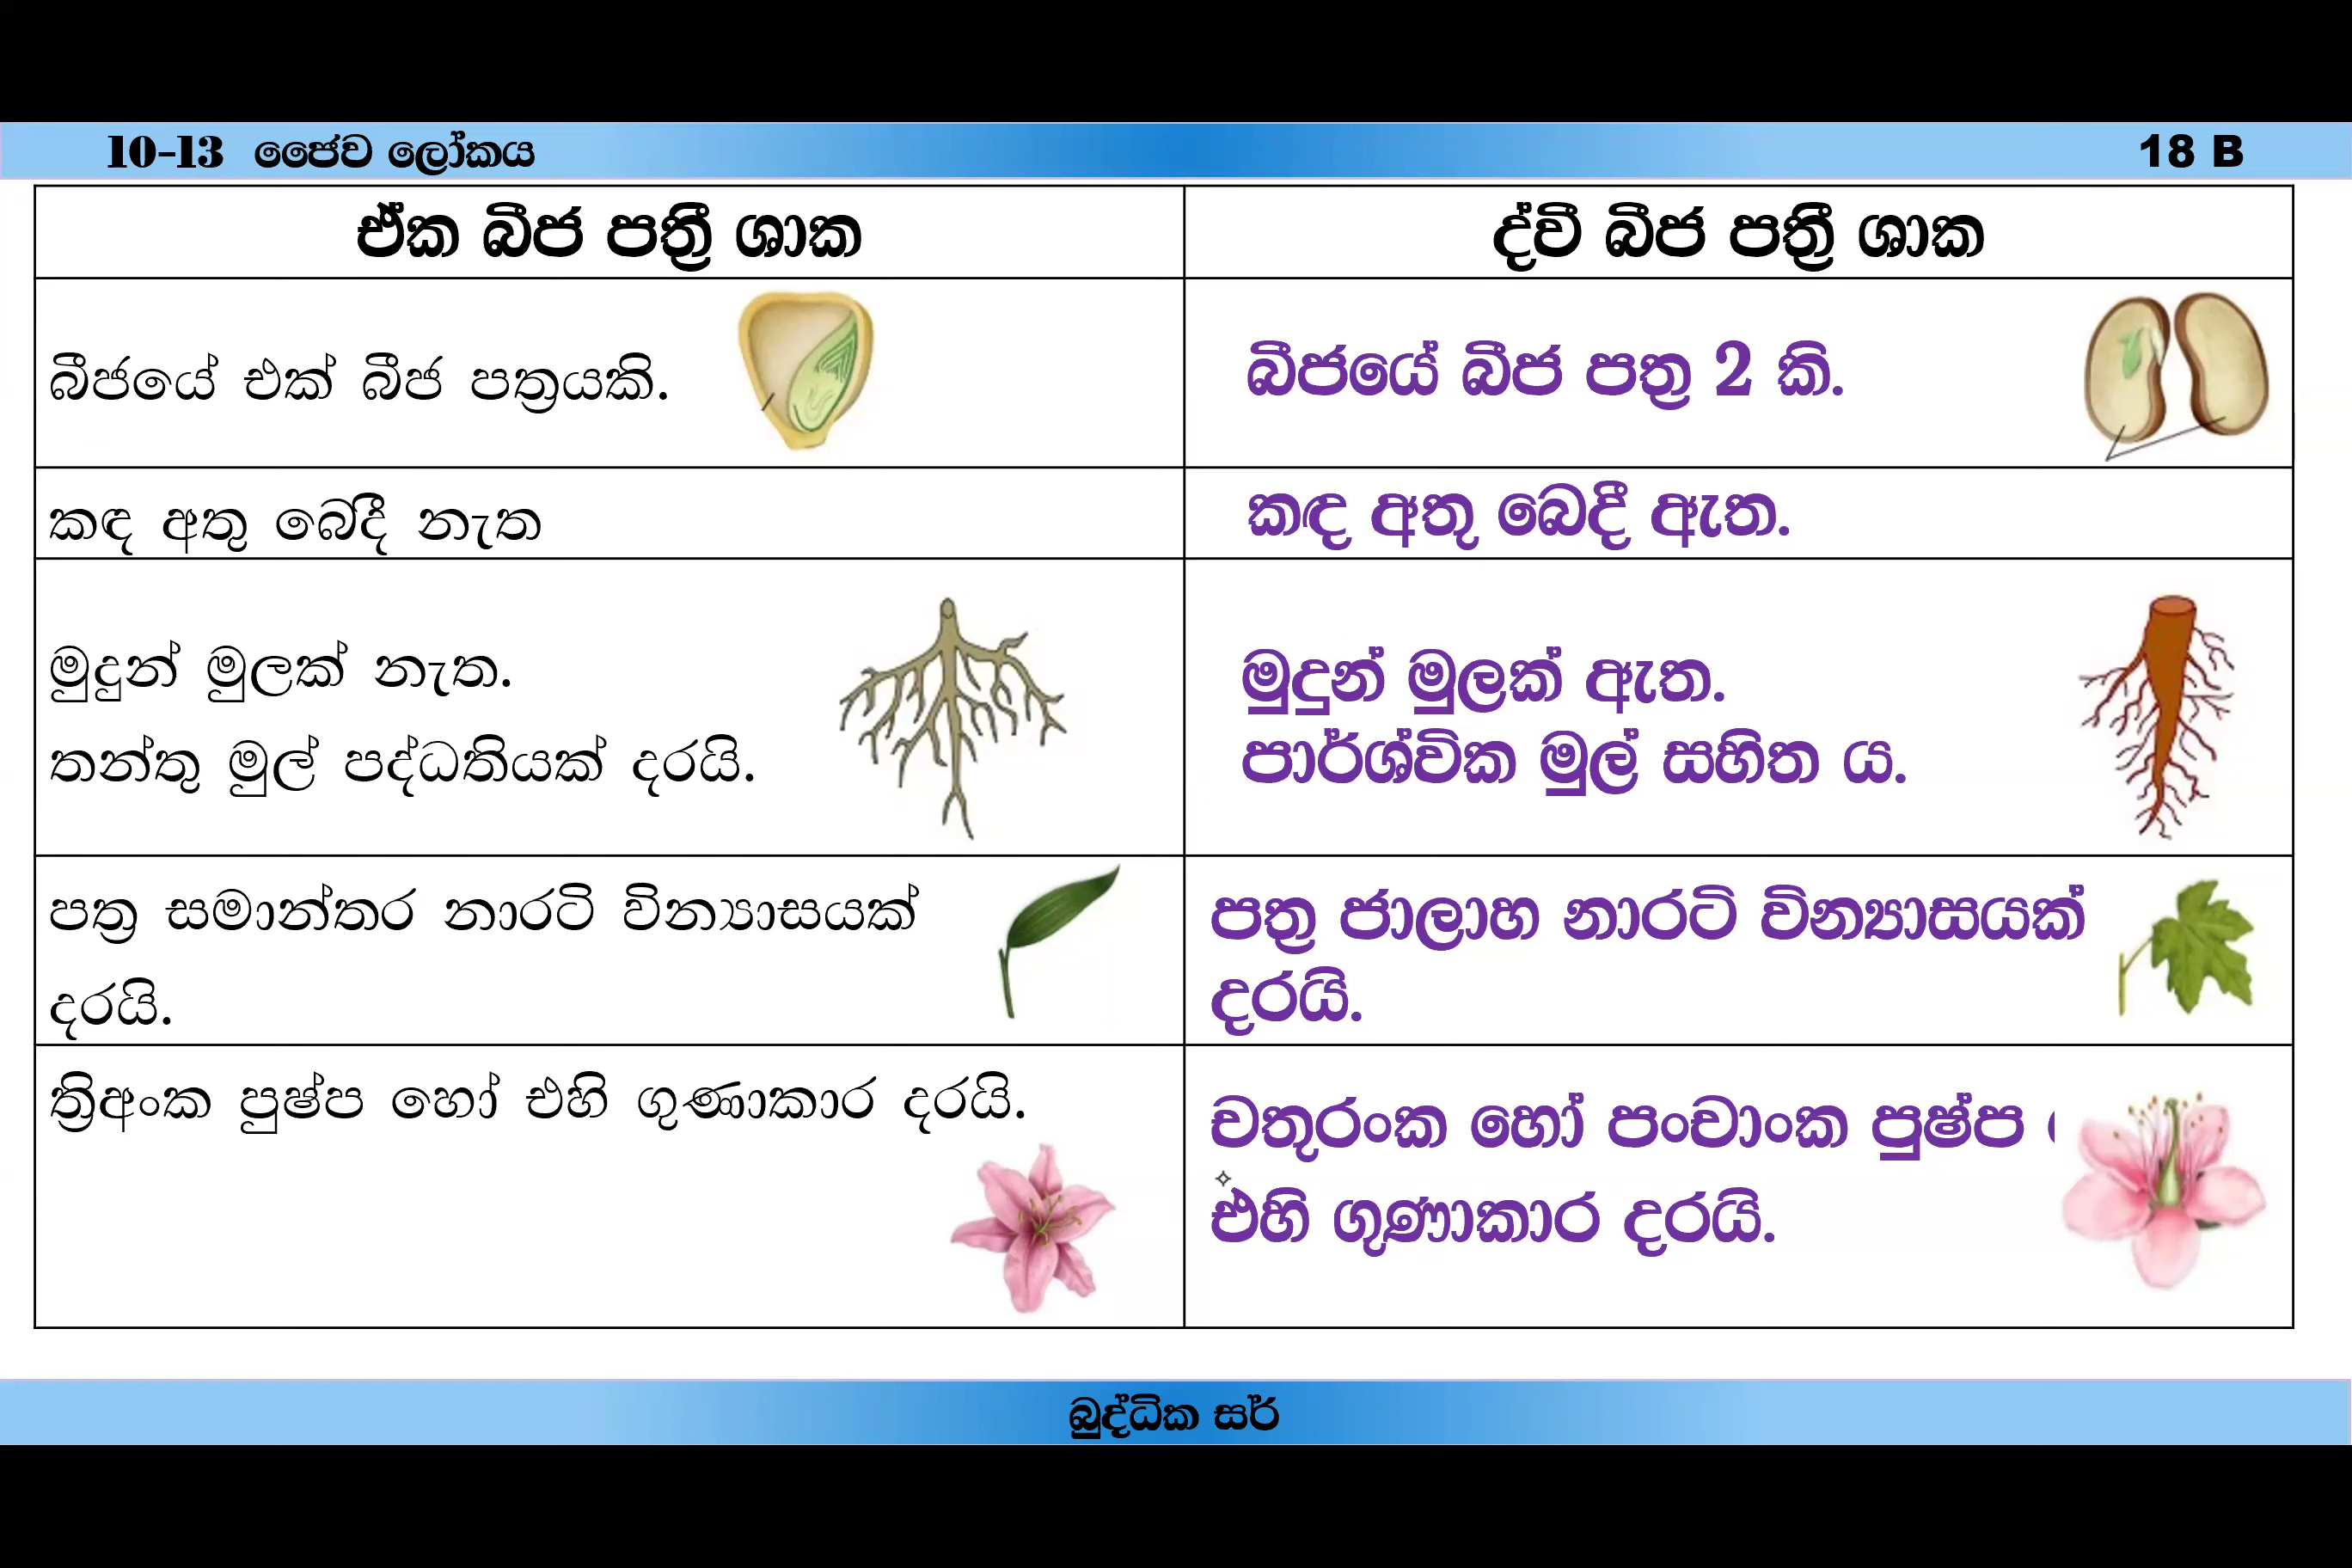 10-13 ජෛව ලෝකය
18 B
ඒක බීජ පත්‍රී ශාක
ද්වී බීජ පත්‍රී ශාක
බීජයේ එක් බීජ පත්‍රයකි.
බීජයේ බීජ පත්‍ර 2 කි.
කඳ අතු බෙදී නැත
කඳ අතු බෙදී ඇත.
මුදුන් මුලක් නැත.
තන්තු මුල් පද්ධතියක් දරයි.
මුදුන් මුලක් ඇත.
පාර්ශ්වික මුල් සහිත ය.
පත්‍ර සමාන්තර නාරටි වින්‍යාසයක්
දරයි.
පත්‍ර ජාලාභ නාරටි වින්‍යාසයක්
දරයි.
ත්‍රිඅංක පුෂ්ප හෝ එහි ගුණාකාර දරයි.
චතුරංක හෝ පංචාංක පුෂ්ප
එහි ගුණාකාර දරයි.
බුද්ධික සර්